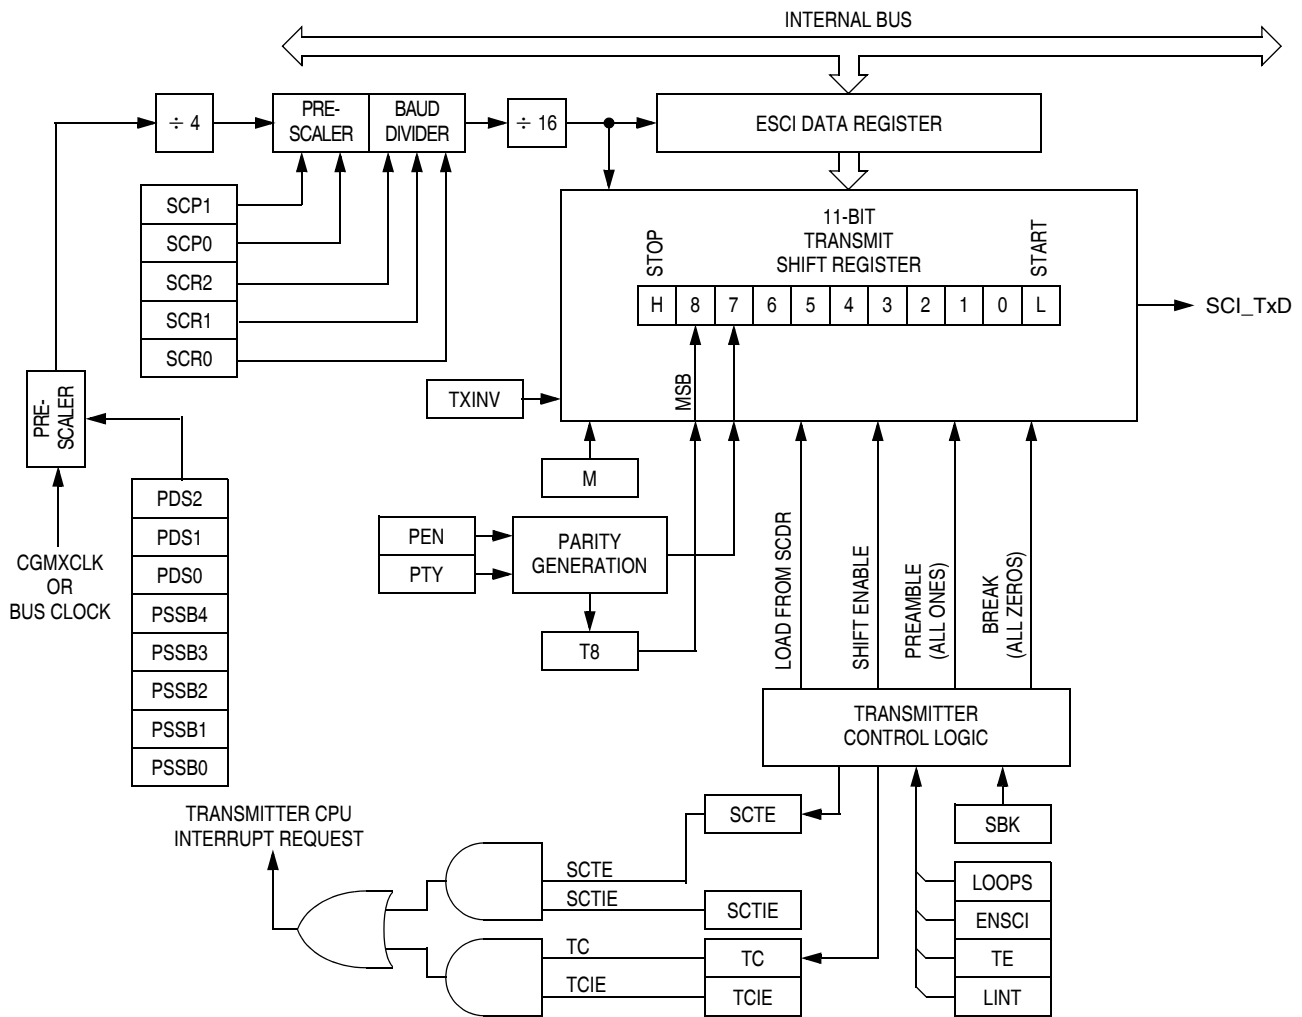 INTERNAL BUS
÷ 4
PRE-
SCALER
BAUD
DIVIDER
÷ 16
ESCI DATA REGISTER
SCP1
SCP0
SCR2
SCR1
SCR0
11-BIT
TRANSMIT
SHIFT REGISTER
STOP
START
H 8 7 6 5 4 3 2 1 0 L
SCI_TxD
PRE-
SCALER
TXINV
MSB
M
CGMXCLK
OR
BUS CLOCK
PDS2
PDS1
PDS0
PSSB4
PSSB3
PSSB2
PSSB1
PSSB0
PEN
PTY
PARITY
GENERATION
T8
LOAD FROM SCDR
SHIFT ENABLE
PREAMBLE
(ALL ONES)
BREAK
(ALL ZEROS)
TRANSMITTER
CONTROL LOGIC
TRANSMITTER CPU
INTERRUPT REQUEST
SCTE
SBK
SCTE
SCTIE
SCTIE
TC
TC
TCIE
TCIE
LOOPS
ENSCI
TE
LINT